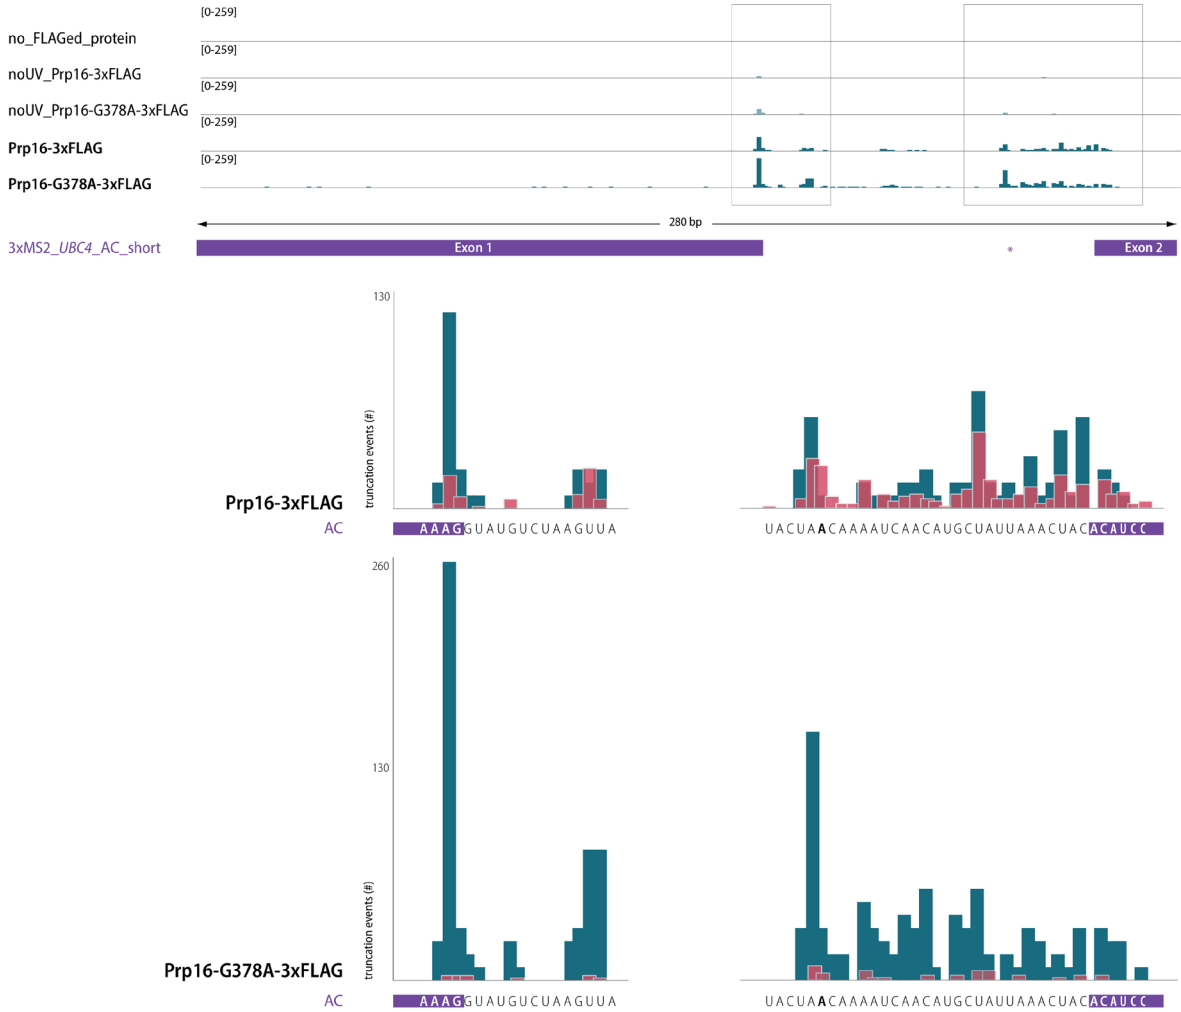 [0-259]
no_FLAGed_protein
[0-259]
noUV_Prp16-3xFLAG
[0-259]
noUV_Prp16-G378A-3xFLAG
[0-259]
Prp16-3xFLAG
[0-259]
Prp16-G378A-3xFLAG
280 bp
3xMS2_UBC4_AC_short Exon 1 * Exon 2
130
truncation events (#)
Prp16-3xFLAG
AC AAAGGUAUGUCUAAGUUA UACUAACAAAAUCAACAUGCUAUUAAACUACACAUCC
260
130
truncation events (#)
Prp16-G378A-3xFLAG
AC AAAGGUAUGUCUAAGUUA UACUAACAAAAUCAACAUGCUAUUAAACUACACAUCC